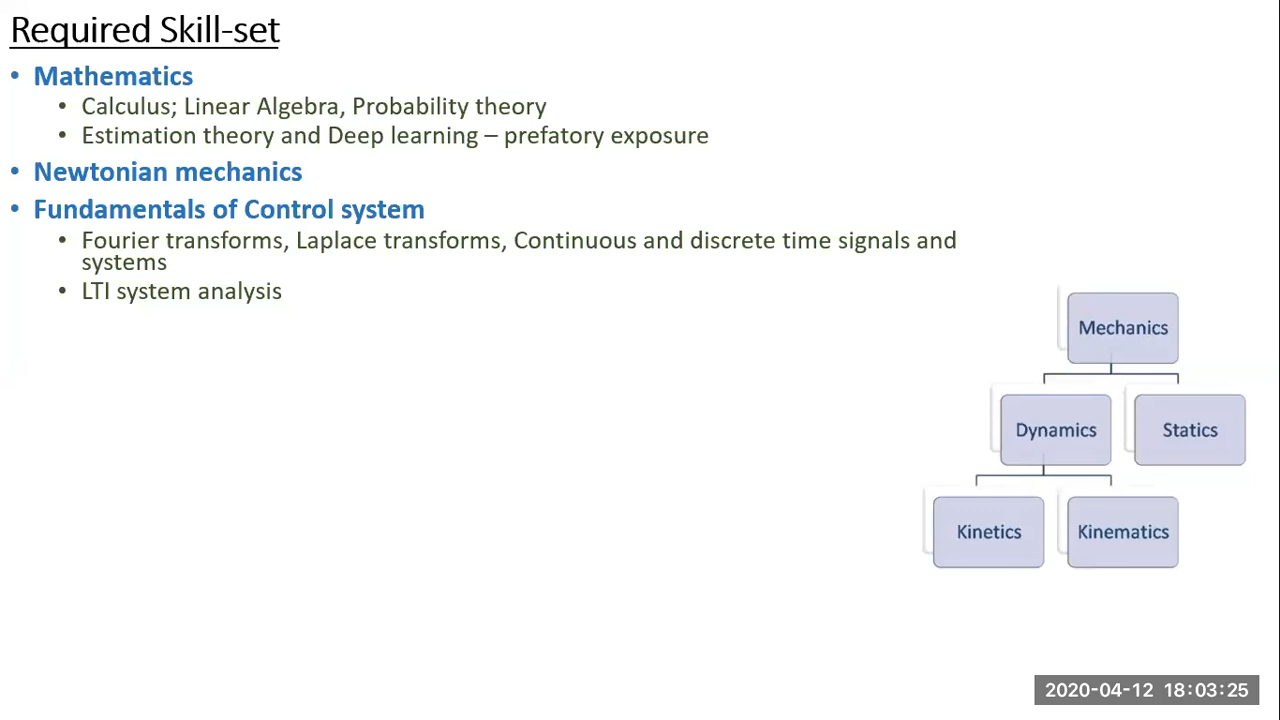 Required Skill-set
• Mathematics
• Calculus; Linear Algebra, Probability theory
• Estimation theory and Deep learning – prefatory exposure
• Newtonian mechanics
• Fundamentals of Control system
• Fourier transforms, Laplace transforms, Continuous and discrete time signals and
systems
• LTI system analysis
Mechanics
Dynamics
Statics
Kinetics
Kinematics
2020-04-12 18:03:25